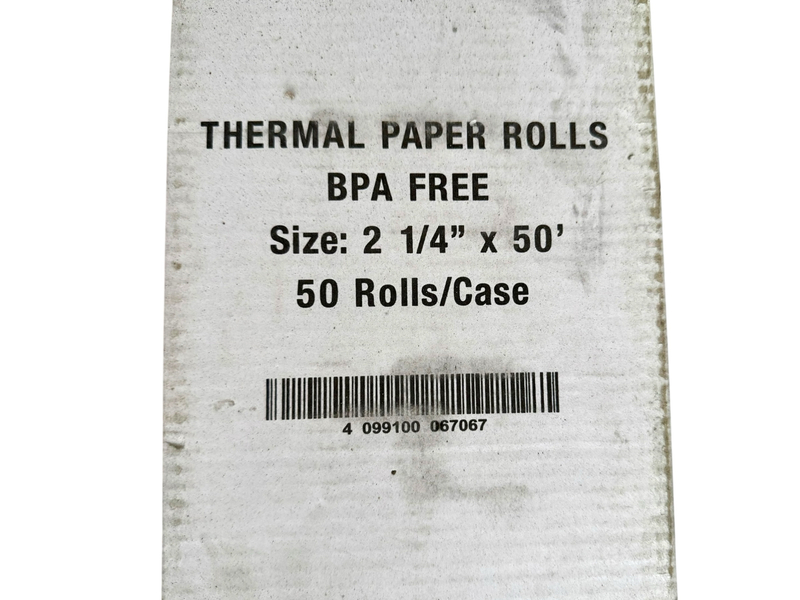 THERMAL PAPER ROLLS
BPA FREE
Size: 2 1/4” x 50’
50 Rolls/Case
4 099100 067067